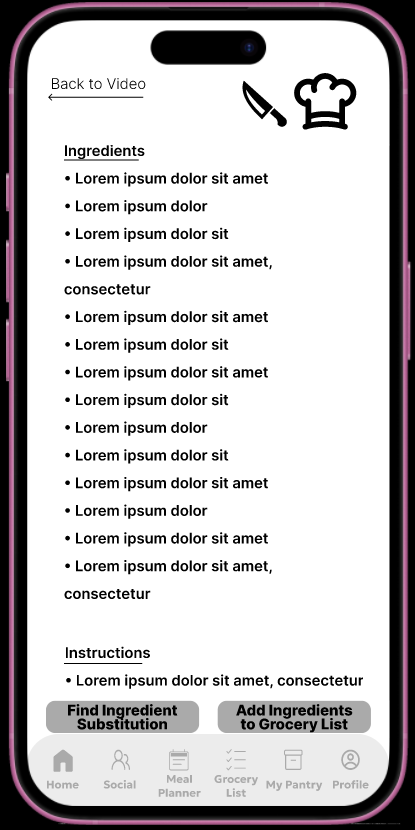 Back to Video
Ingredients
• Lorem ipsum dolor sit amet
• Lorem ipsum dolor
• Lorem ipsum dolor sit
• Lorem ipsum dolor sit amet,
consectetur
• Lorem ipsum dolor sit amet
• Lorem ipsum dolor sit
• Lorem ipsum dolor sit amet
• Lorem ipsum dolor sit
• Lorem ipsum dolor
• Lorem ipsum dolor sit
• Lorem ipsum dolor sit amet
• Lorem ipsum dolor
• Lorem ipsum dolor sit amet
• Lorem ipsum dolor sit amet,
consectetur
Instructions
• Lorem ipsum dolor sit amet, consectetur
Find Ingredient
Substitution
Add Ingredients
to Grocery List
Home
Social
Meal
Planner
Grocery
List
My Pantry
Profile